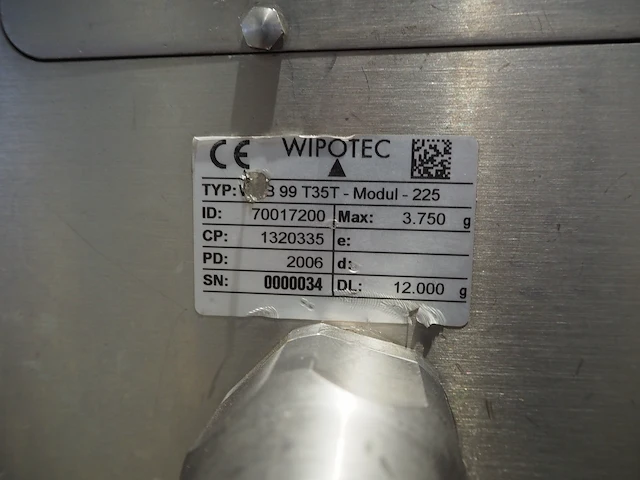 CE WIPOTEC
TYP: 99 T35T - Modul - 225
ID: 70017200 Max: 3.750 g
CP: 1320335 e:
PD: 2006 d:
SN: 0000034 DL: 12.000 g